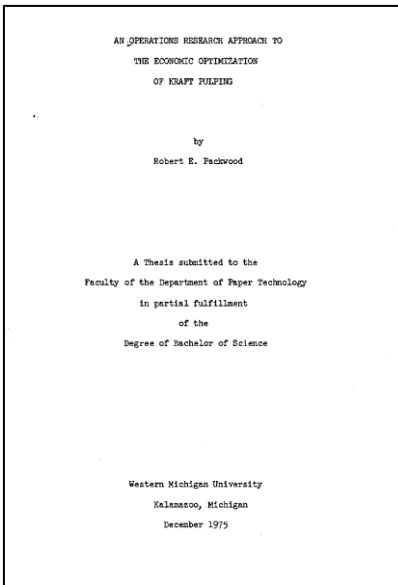 AN OPERATIONS RESEARCH APPROACH TO
THE ECONOMIC OPTIMIZATION
OF KRAFT PULPING
by
Robert E. Packwood
A Thesis submitted to the
Faculty of the Department of Paper Technology
in partial fulfillment
of the
Degree of Bachelor of Science
Western Michigan University
Kalamazoo, Michigan
December 1975